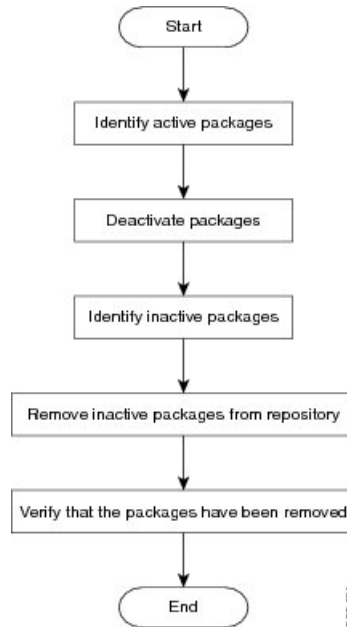 Start
Identify active packages
Deactivate packages
Identify inactive packages
Remove inactive packages from repository
Verify that the packages have been removed
End